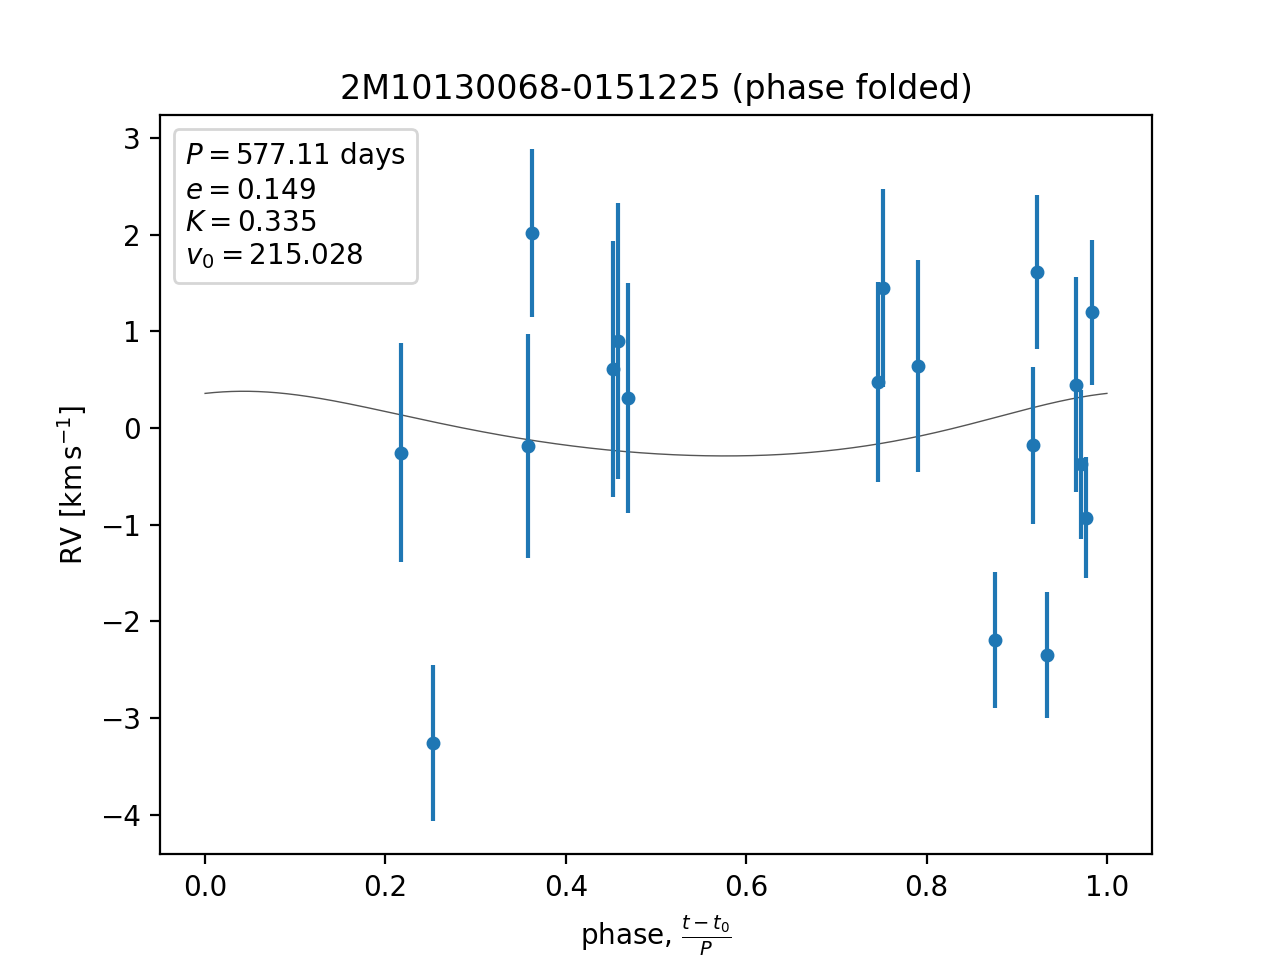 2M10130068-0151225 (phase folded)
P = 577.11 days
e = 0.149
K = 0.335
v₀ = 215.028
3
2
1
0
−1
−2
−3
−4
RV [km s⁻¹]
0.0 0.2 0.4 0.6 0.8 1.0
phase, (t − t₀)/P